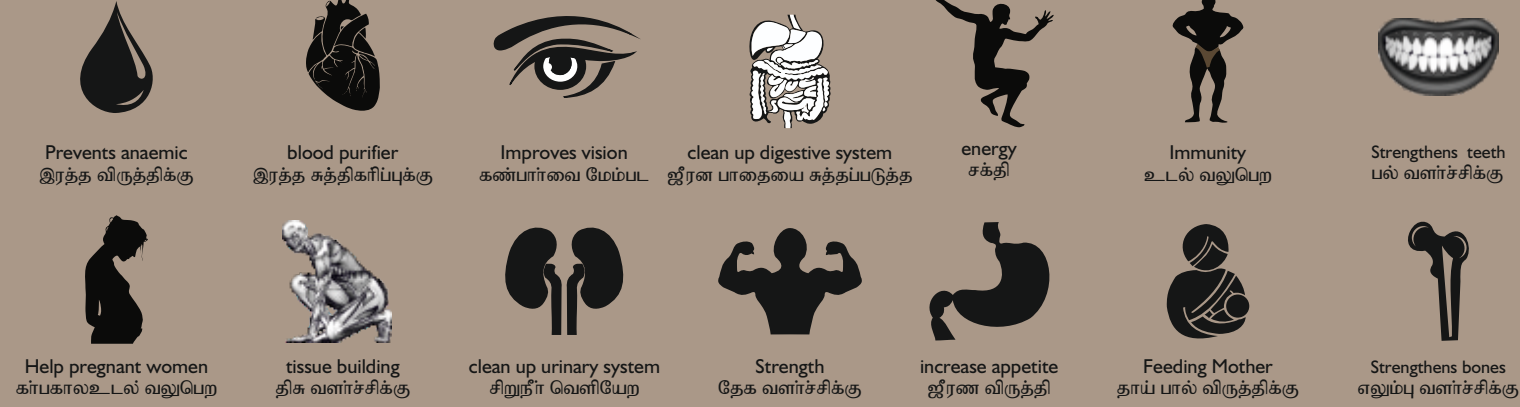 Prevents anaemic
இரத்த விருத்திக்கு
blood purifier
இரத்த சுத்திகரிப்புக்கு
Improves vision
கண்பார்வை மேம்பட
clean up digestive system
ஜீரன பாதையை சுத்தப்படுத்த
energy
சக்தி
Immunity
உடல் வலுபெற
Strengthens teeth
பல் வளர்ச்சிக்கு
Help pregnant women
கர்பகாலஉடல் வலுபெற
tissue building
திசு வளர்ச்சிக்கு
clean up urinary system
சிறுநீர் வெளியேற
Strength
தேக வளர்ச்சிக்கு
increase appetite
ஜீரண விருத்தி
Feeding Mother
தாய் பால் விருத்திக்கு
Strengthens bones
எலும்பு வளர்ச்சிக்கு